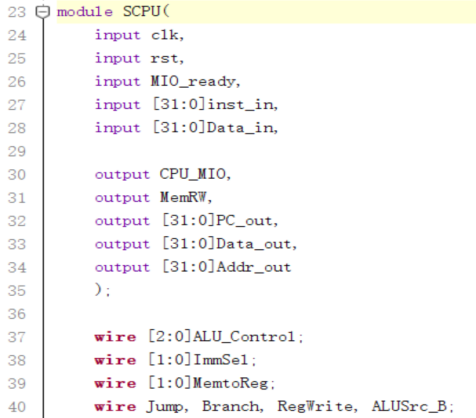 23 module SCPU(
24 input clk,
25 input rst,
26 input MIO_ready,
27 input [31:0]inst_in,
28 input [31:0]Data_in,
29
30 output CPU_MIO,
31 output MemRW,
32 output [31:0]PC_out,
33 output [31:0]Data_out,
34 output [31:0]Addr_out
35 );
36
37 wire [2:0]ALU_Control;
38 wire [1:0]ImmSel;
39 wire [1:0]MemtoReg;
40 wire Jump, Branch, RegWrite, ALUSrc_B;